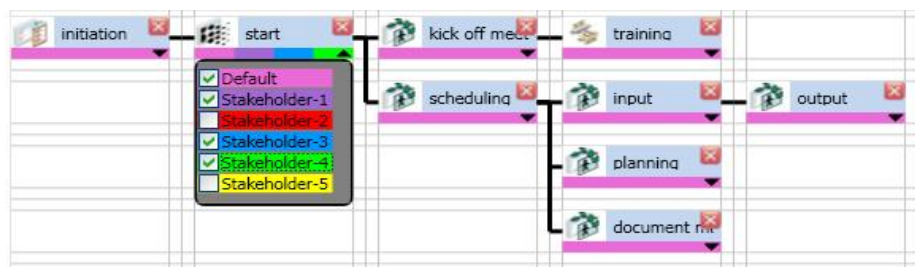 initiation
start
kick off meet
training
Default
Stakeholder-1
Stakeholder-2
Stakeholder-3
Stakeholder-4
Stakeholder-5
scheduling
input
output
planning
document